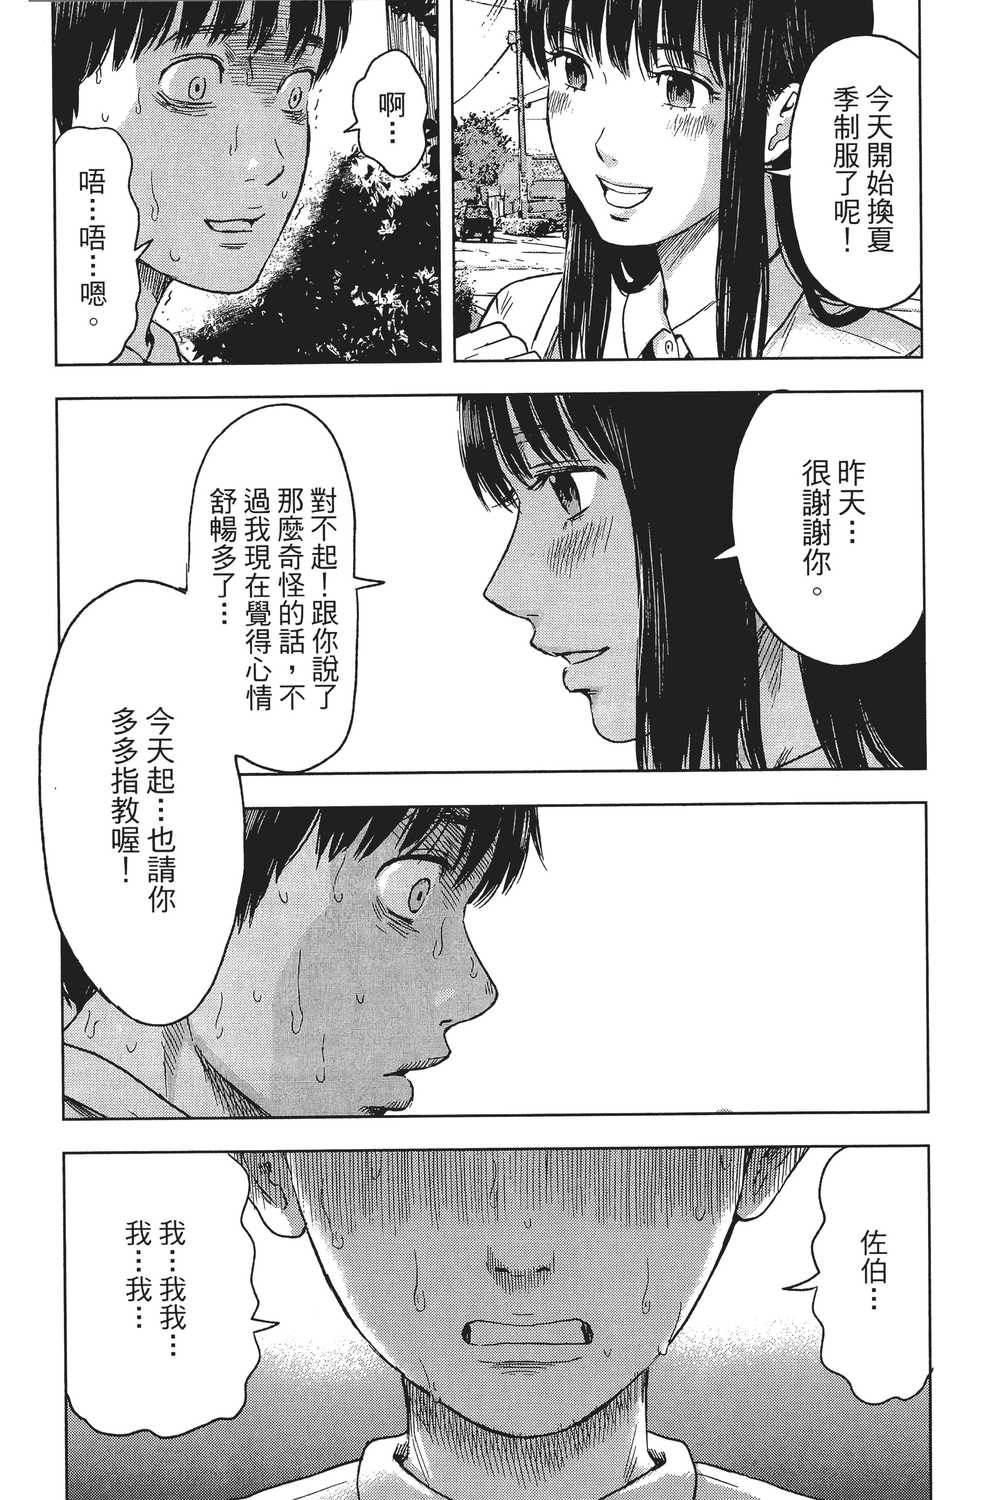 今天開始換夏
季制服了呢！
啊⋯
唔⋯唔⋯嗯。
昨天⋯
很謝謝你。
對不起！跟你說了
那麼奇怪的話，不
過我現在覺得心情
舒暢多了⋯
今天起⋯也請你
多多指教喔！
佐伯⋯
我⋯我我⋯
我⋯我⋯